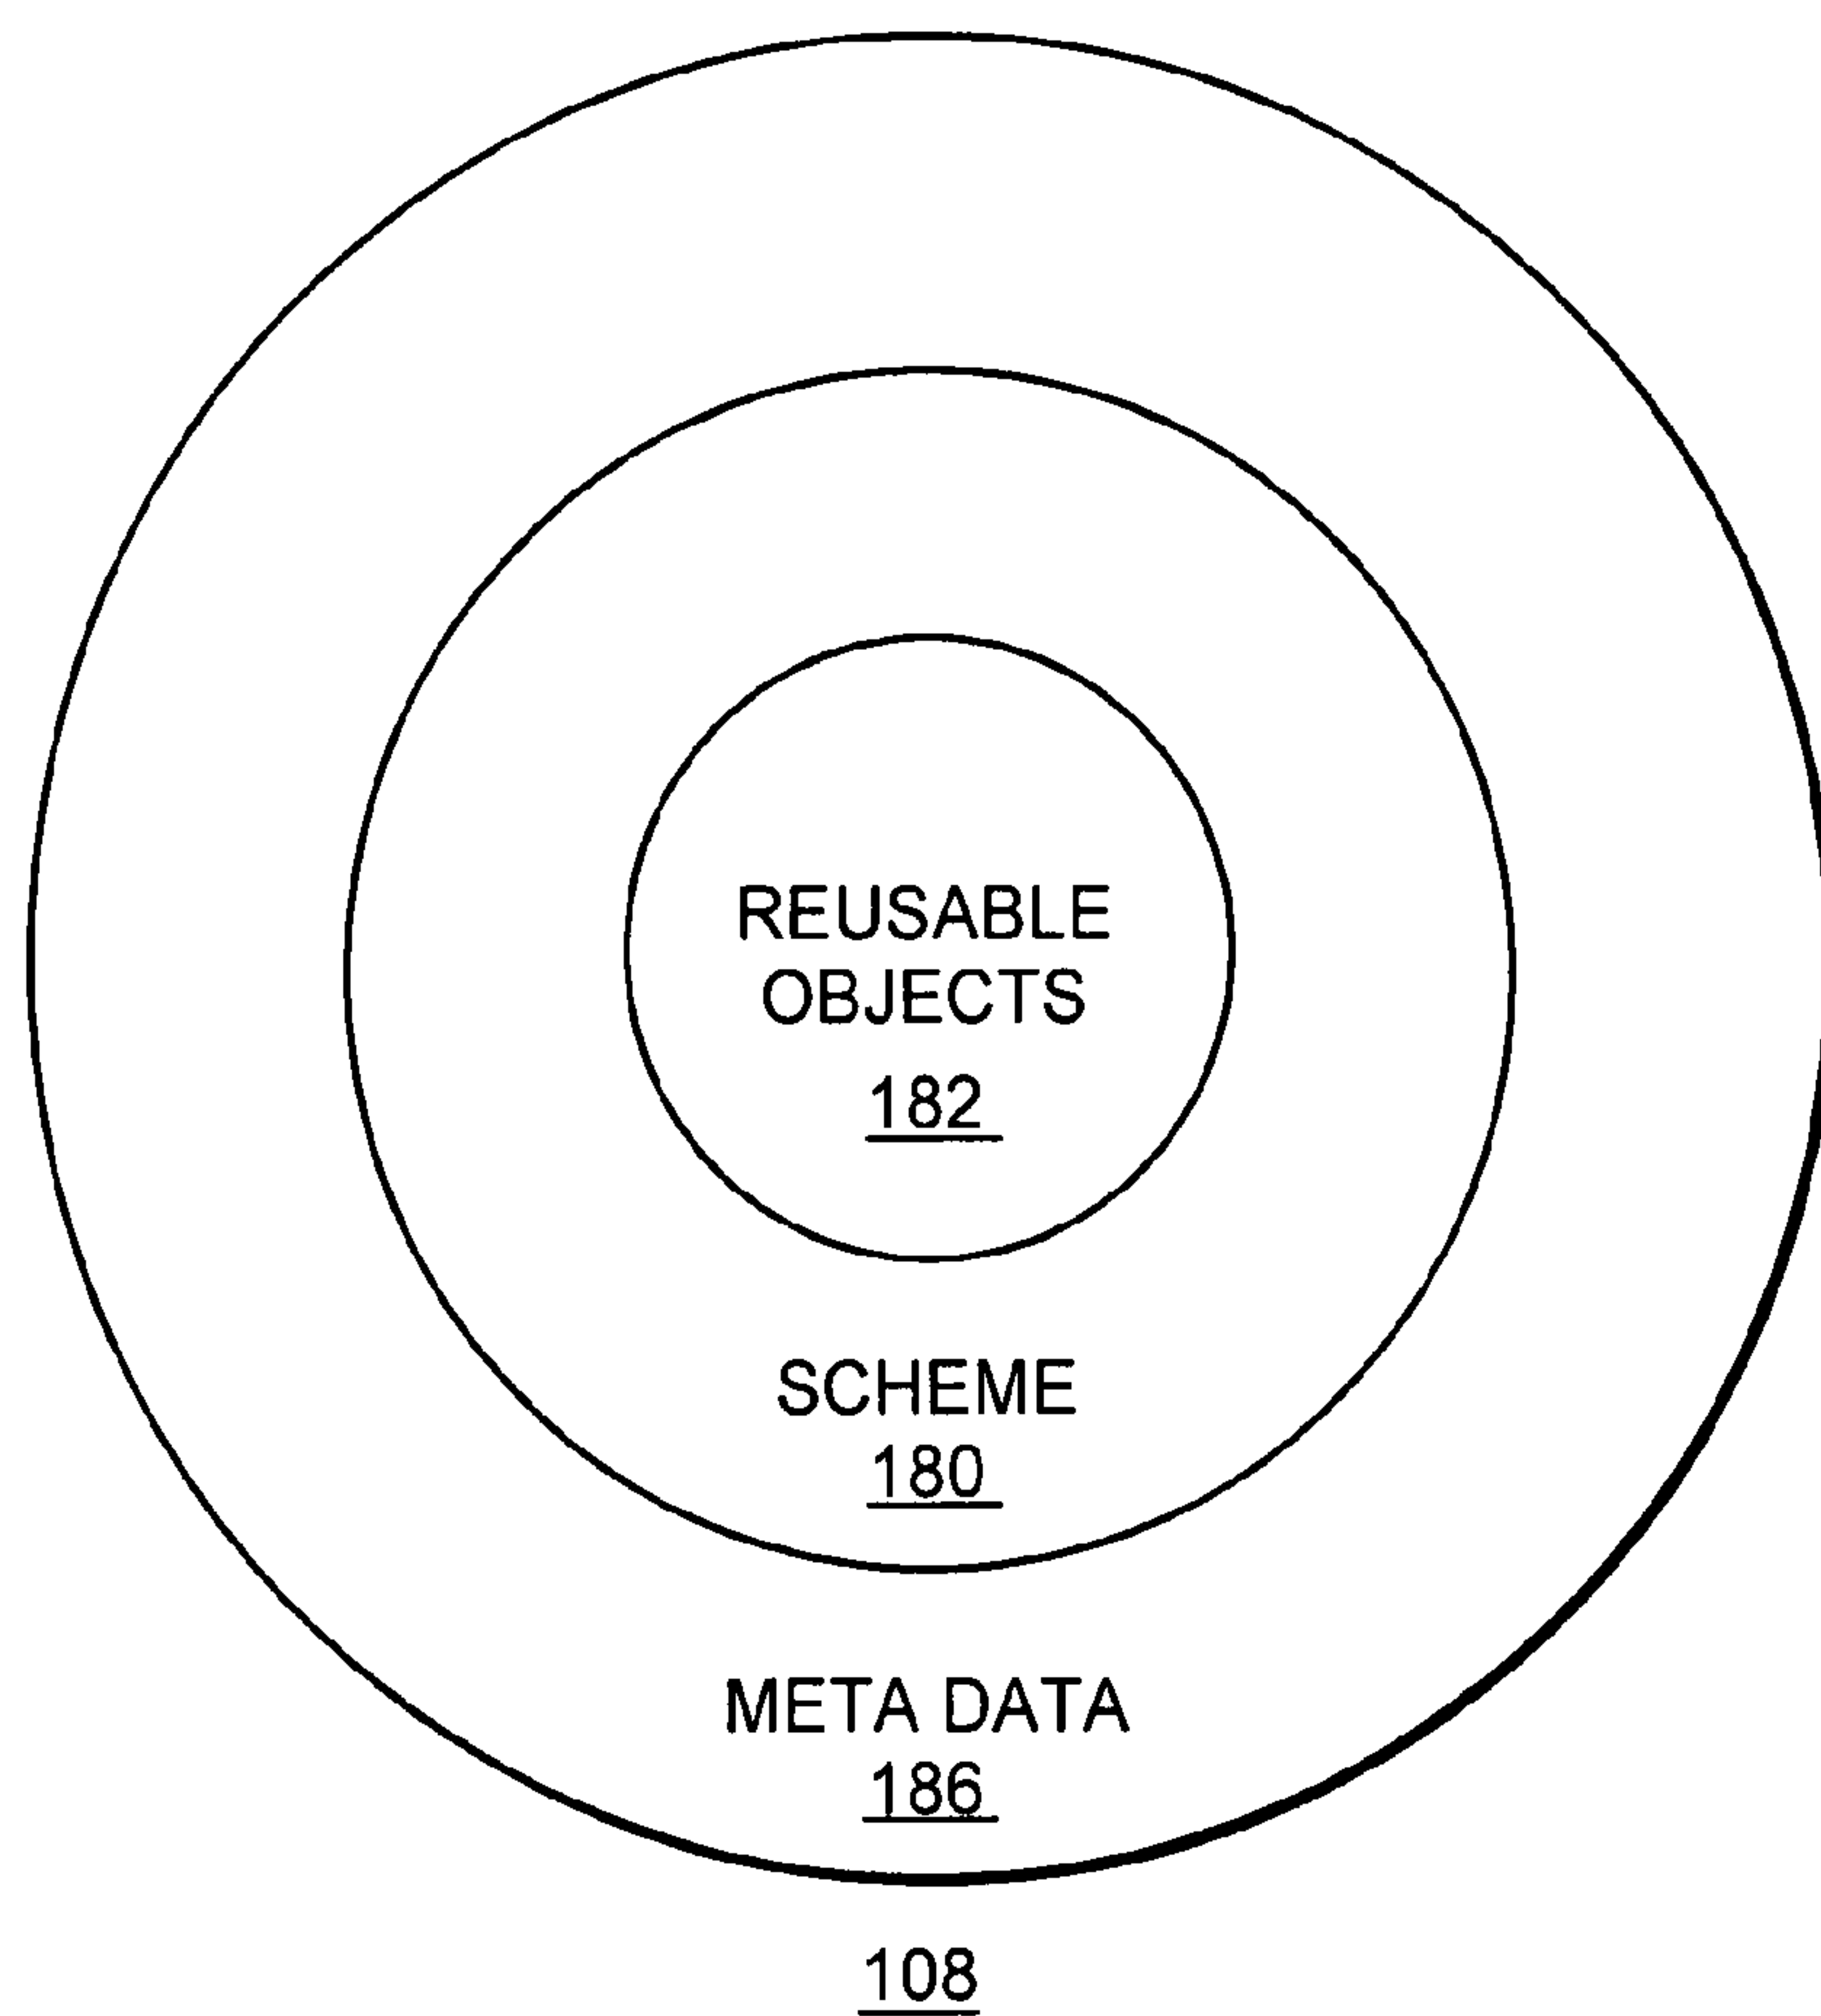 REUSABLE
OBJECTS
182
SCHEME
180
META DATA
186
108